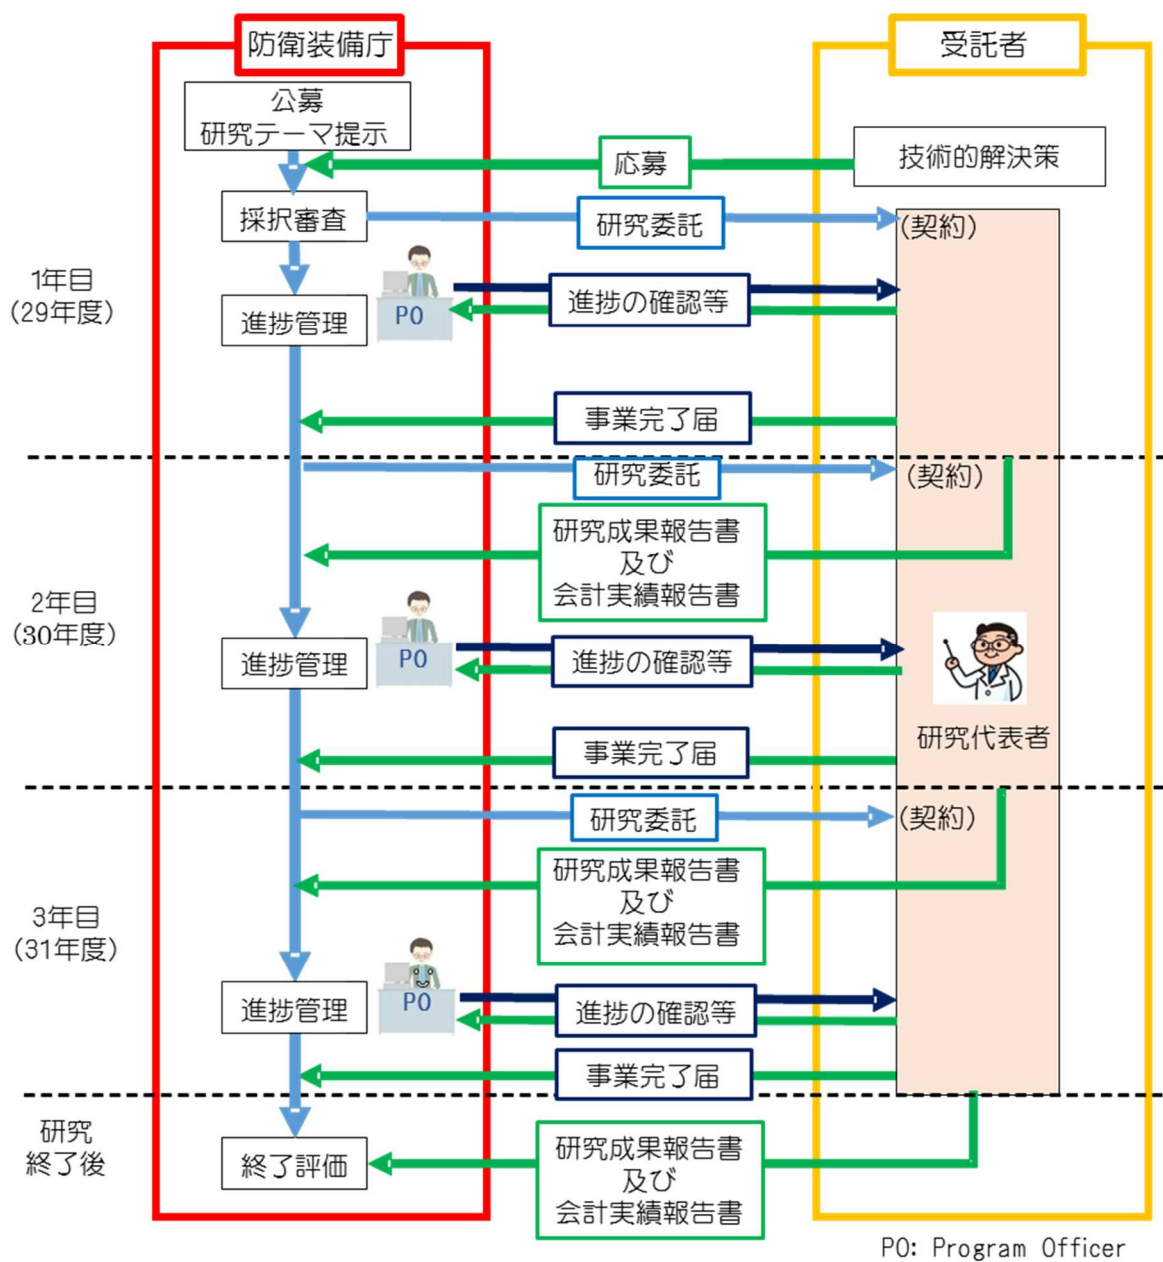 防衛装備庁
受託者
公募
研究テーマ提示
応募
技術的解決策
採択審査
研究委託
(契約)
1年目
(29年度)
進捗管理
PO
進捗の確認等
事業完了届
研究委託
(契約)
研究成果報告書
及び
会計実績報告書
2年目
(30年度)
進捗管理
PO
進捗の確認等
研究代表者
事業完了届
研究委託
(契約)
研究成果報告書
及び
会計実績報告書
3年目
(31年度)
進捗管理
PO
進捗の確認等
事業完了届
研究
終了後
終了評価
研究成果報告書
及び
会計実績報告書
PO: Program Officer